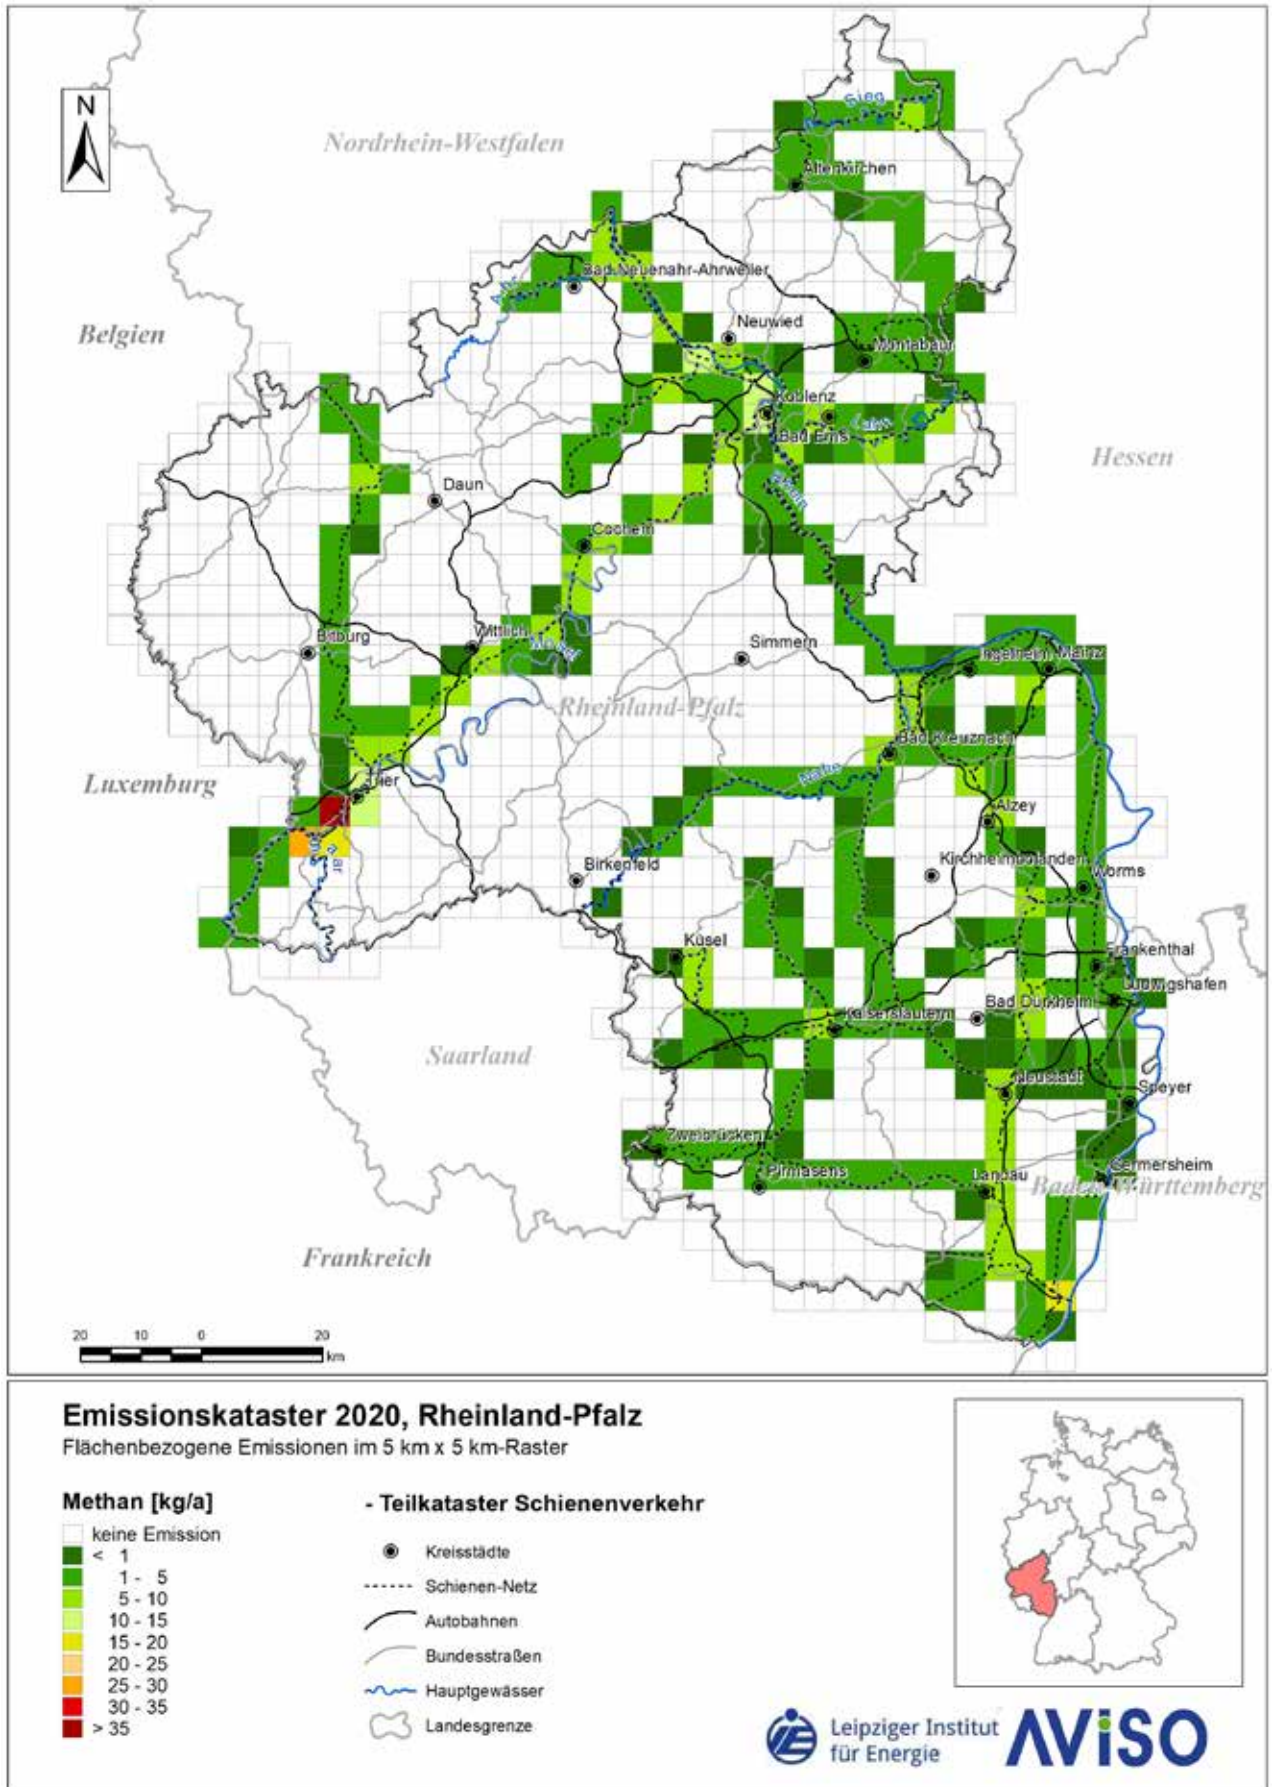 N
Sieg
Nordrhein-Westfalen
Altenkirchen
Bad Neuenahr-Ahrweiler
Ahr
Belgien
Neuwied
Montabaur
Koblenz
Lahn
Bad Ems
Hessen
Daun
Rhein
Cochem
Bitburg
Wittlich
Mosel
Simmern
Ingelheim
Mainz
Rheinland-Pfalz
Bad Kreuznach
Luxemburg
Trier
Nahe
Alzey
Saar
Birkenfeld
Kirchheimbolanden
Worms
Kusel
Frankenthal
Ludwigshafen
Bad Dürkheim
Kaiserslautern
Saarland
Neustadt
Speyer
Zweibrücken
Pirmasens
Landau
Germersheim
Baden-Württemberg
Frankreich
20 10 0 20
km
Emissionskataster 2020, Rheinland-Pfalz
Flächenbezogene Emissionen im 5 km x 5 km-Raster
Methan [kg/a]
keine Emission
< 1
1 - 5
5 - 10
10 - 15
15 - 20
20 - 25
25 - 30
30 - 35
> 35
- Teilkataster Schienenverkehr
Kreisstädte
Schienen-Netz
Autobahnen
Bundesstraßen
Hauptgewässer
Landesgrenze
Leipziger Institut
für Energie
AViSO